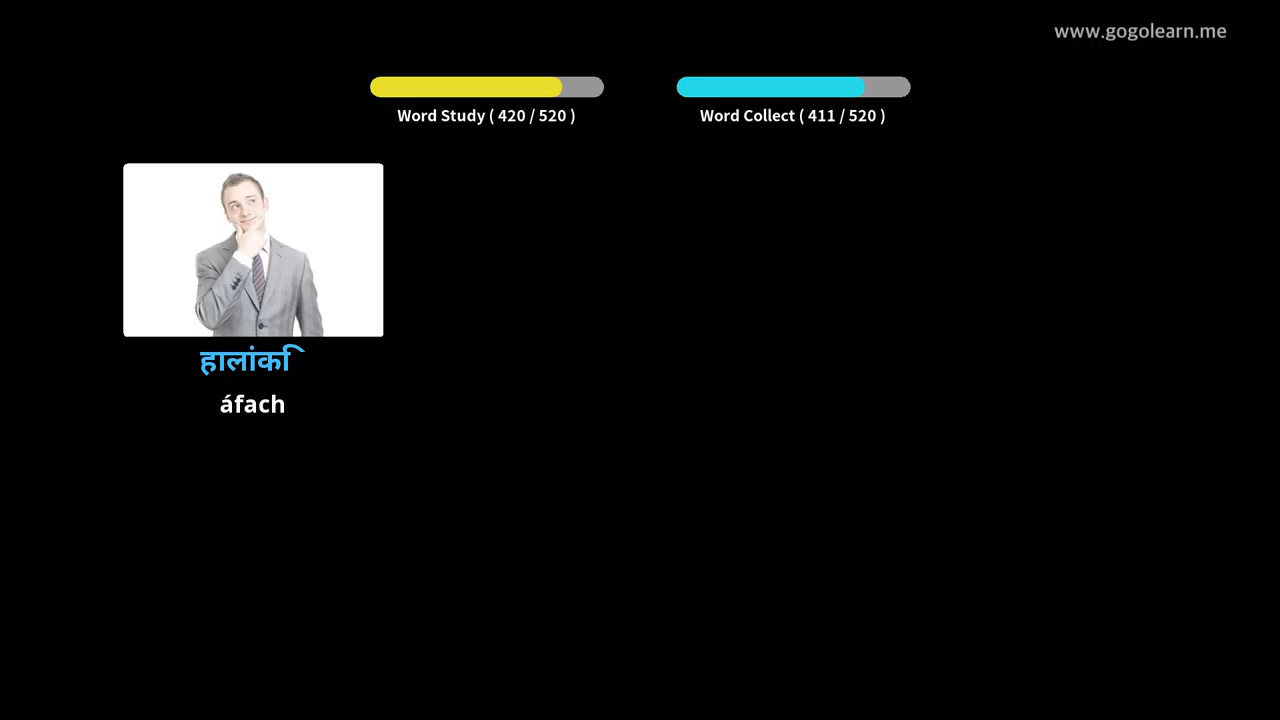 www.gogolearn.me
Word Study ( 420 / 520 )
Word Collect ( 411 / 520 )
हालांकि
áfach